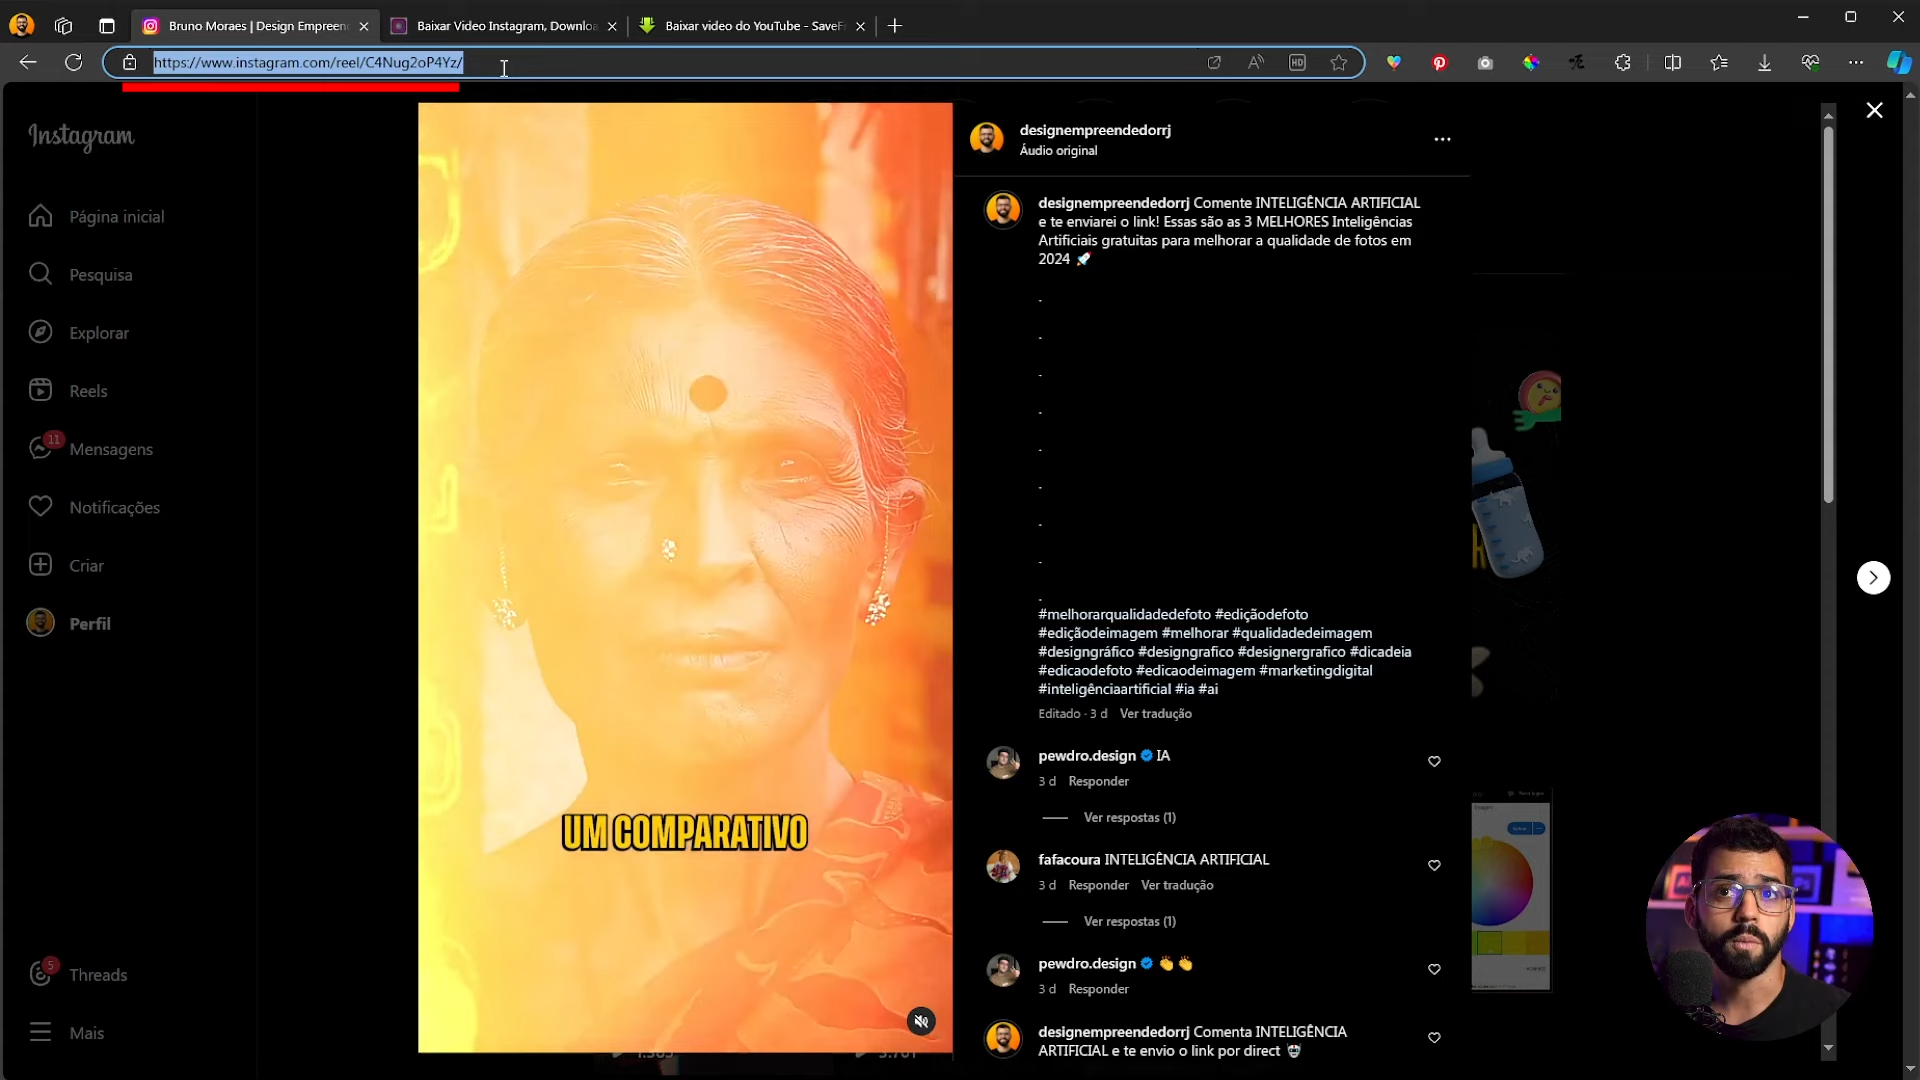 Bruno Moraes | Design Empreen
Baixar Video Instagram, Downloa
Baixar video do YouTube - SaveF
https://www.instagram.com/reel/C4Nug2oP4Yz/
HD
Instagram
Página inicial
Pesquisa
Explorar
Reels
11
Mensagens
Notificações
Criar
Perfil
5
Threads
Mais
UM COMPARATIVO
designempreendedorrj
Áudio original
designempreendedorrj Comente INTELIGÊNCIA ARTIFICIAL
e te enviarei o link! Essas são as 3 MELHORES Inteligências
Artificiais gratuitas para melhorar a qualidade de fotos em
2024 🚀
.
.
.
.
.
.
.
.
.
#melhorarqualidadedefoto #ediçãodefoto
#ediçãodeimagem #melhorar #qualidadedeimagem
#designgráfico #designgrafico #designergrafico #dicadeia
#edicaodefoto #edicaodeimagem #marketingdigital
#inteligênciaartificial #ia #ai
Editado · 3 d Ver tradução
pewdro.design IA
3 d Responder
Ver respostas (1)
fafacoura INTELIGÊNCIA ARTIFICIAL
3 d Responder Ver tradução
Ver respostas (1)
pewdro.design 👏 👏
3 d Responder
designempreendedorrj Comenta INTELIGÊNCIA
ARTIFICIAL e te envio o link por direct 🤖